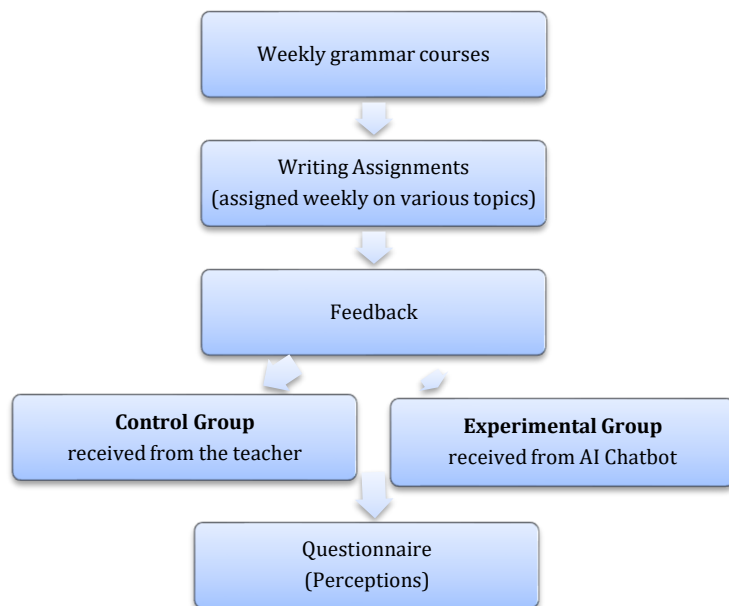 Weekly grammar courses
Writing Assignments
(assigned weekly on various topics)
Feedback
Control Group
received from the teacher
Experimental Group
received from AI Chatbot
Questionnaire
(Perceptions)